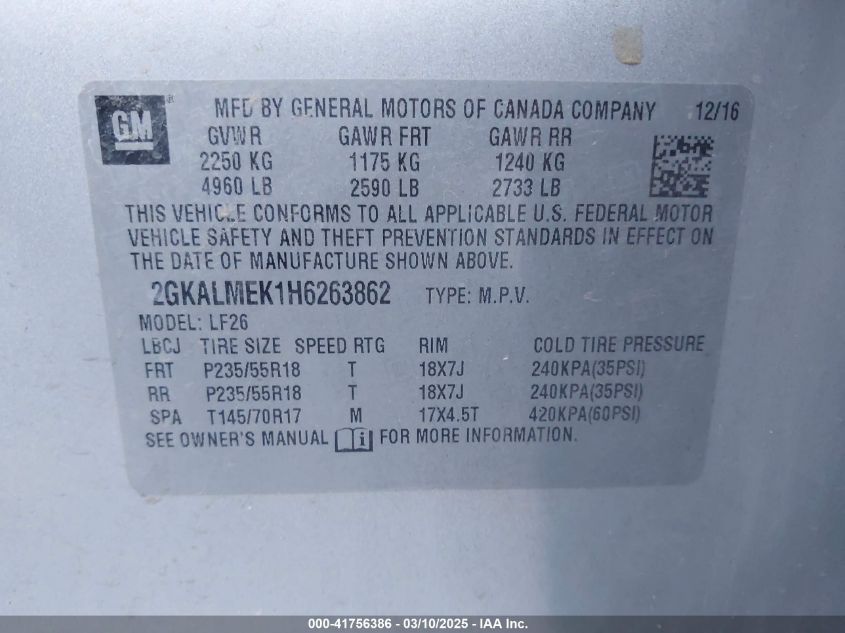 GM ® MFD BY GENERAL MOTORS OF CANADA COMPANY 12/16
GVWR GAWR FRT GAWR RR
2250 KG 1175 KG 1240 KG
4960 LB 2590 LB 2733 LB
THIS VEHICLE CONFORMS TO ALL APPLICABLE U.S. FEDERAL MOTOR
VEHICLE SAFETY AND THEFT PREVENTION STANDARDS IN EFFECT ON
THE DATE OF MANUFACTURE SHOWN ABOVE.
2GKALMEK1H6263862 TYPE: M.P.V.
MODEL: LF26
LBCJ TIRE SIZE SPEED RTG RIM COLD TIRE PRESSURE
FRT P235/55R18 T 18X7J 240KPA(35PSI)
RR P235/55R18 T 18X7J 240KPA(35PSI)
SPA T145/70R17 M 17X4.5T 420KPA(60PSI)
SEE OWNER'S MANUAL i FOR MORE INFORMATION.
000-41756386 - 03/10/2025 - IAA Inc.